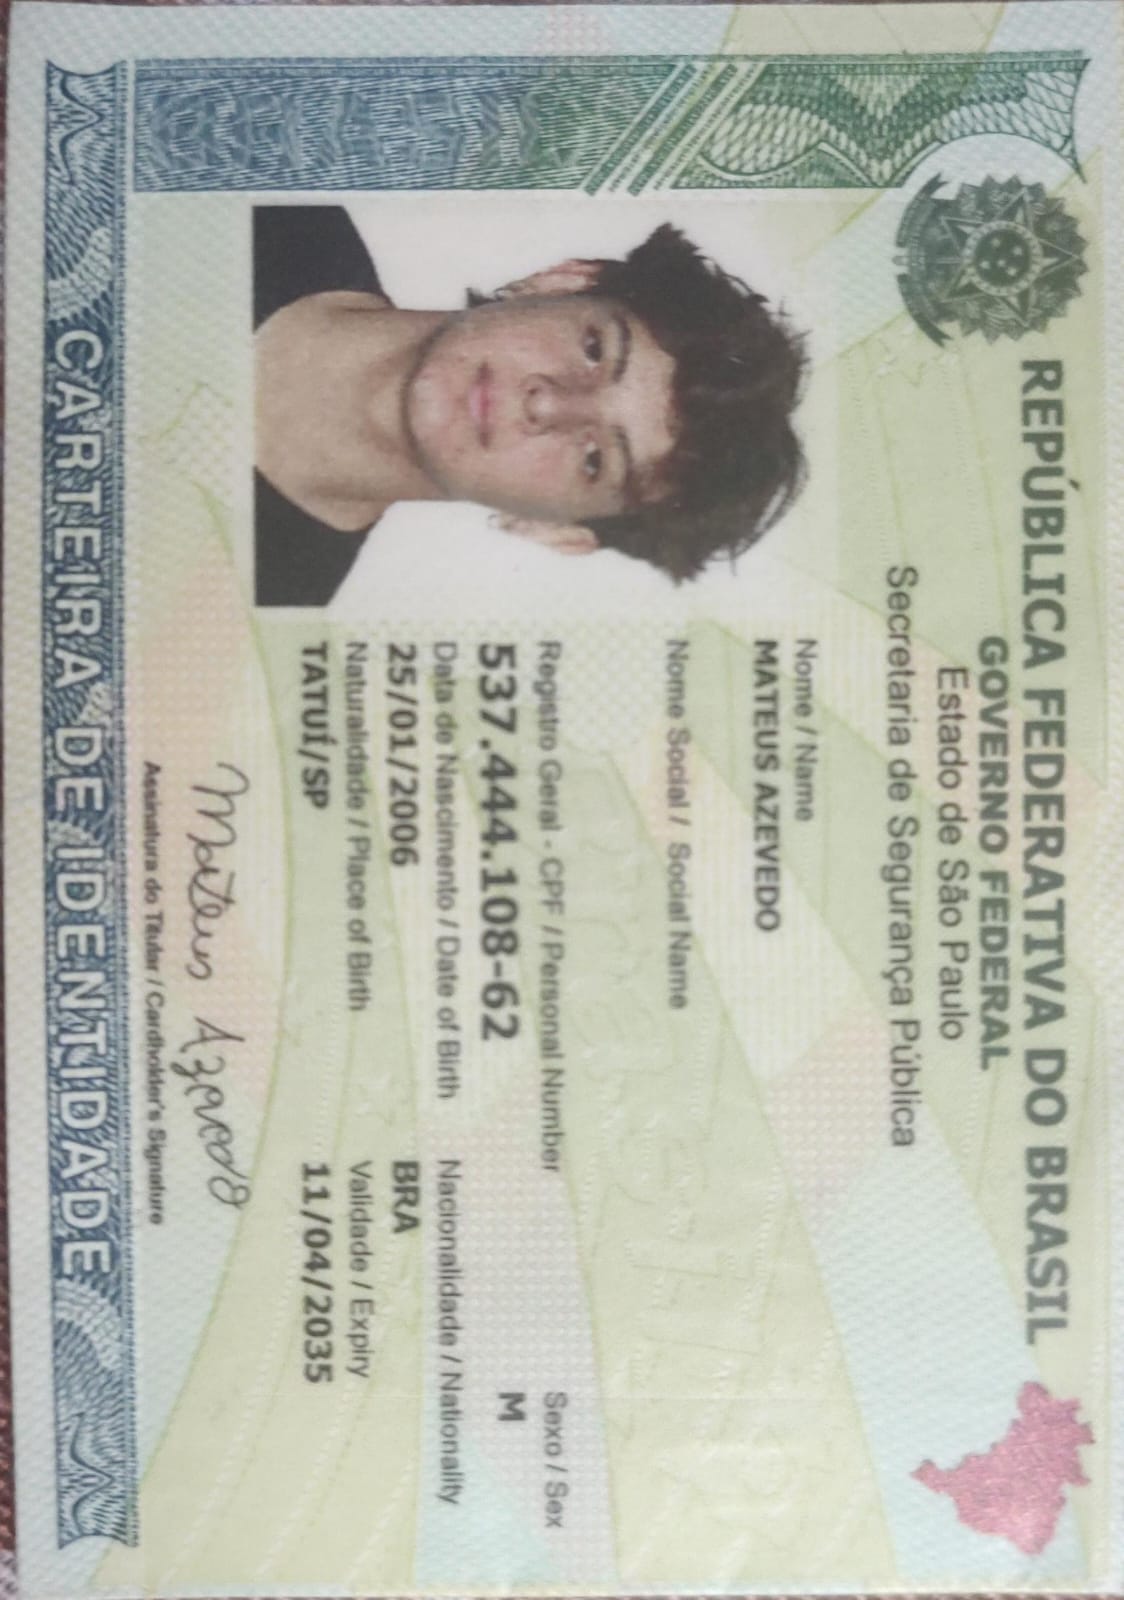 REPÚBLICA FEDERATIVA DO BRASIL
GOVERNO FEDERAL
Estado de São Paulo
Secretaria de Segurança Pública
Nome / Name
MATEUS AZEVEDO
Nome Social / Social Name
Registro Geral - CPF / Personal Number
Sexo / Sex
537.444.108-62
M
Data de Nascimento / Date of Birth
Nacionalidade / Nationality
25/01/2006
BRA
Naturalidade / Place of Birth
Validade / Expiry
TATUÍ/SP
11/04/2035
Mateus Azevedo
Assinatura do Titular / Cardholder's Signature
CARTEIRA DE IDENTIDADE